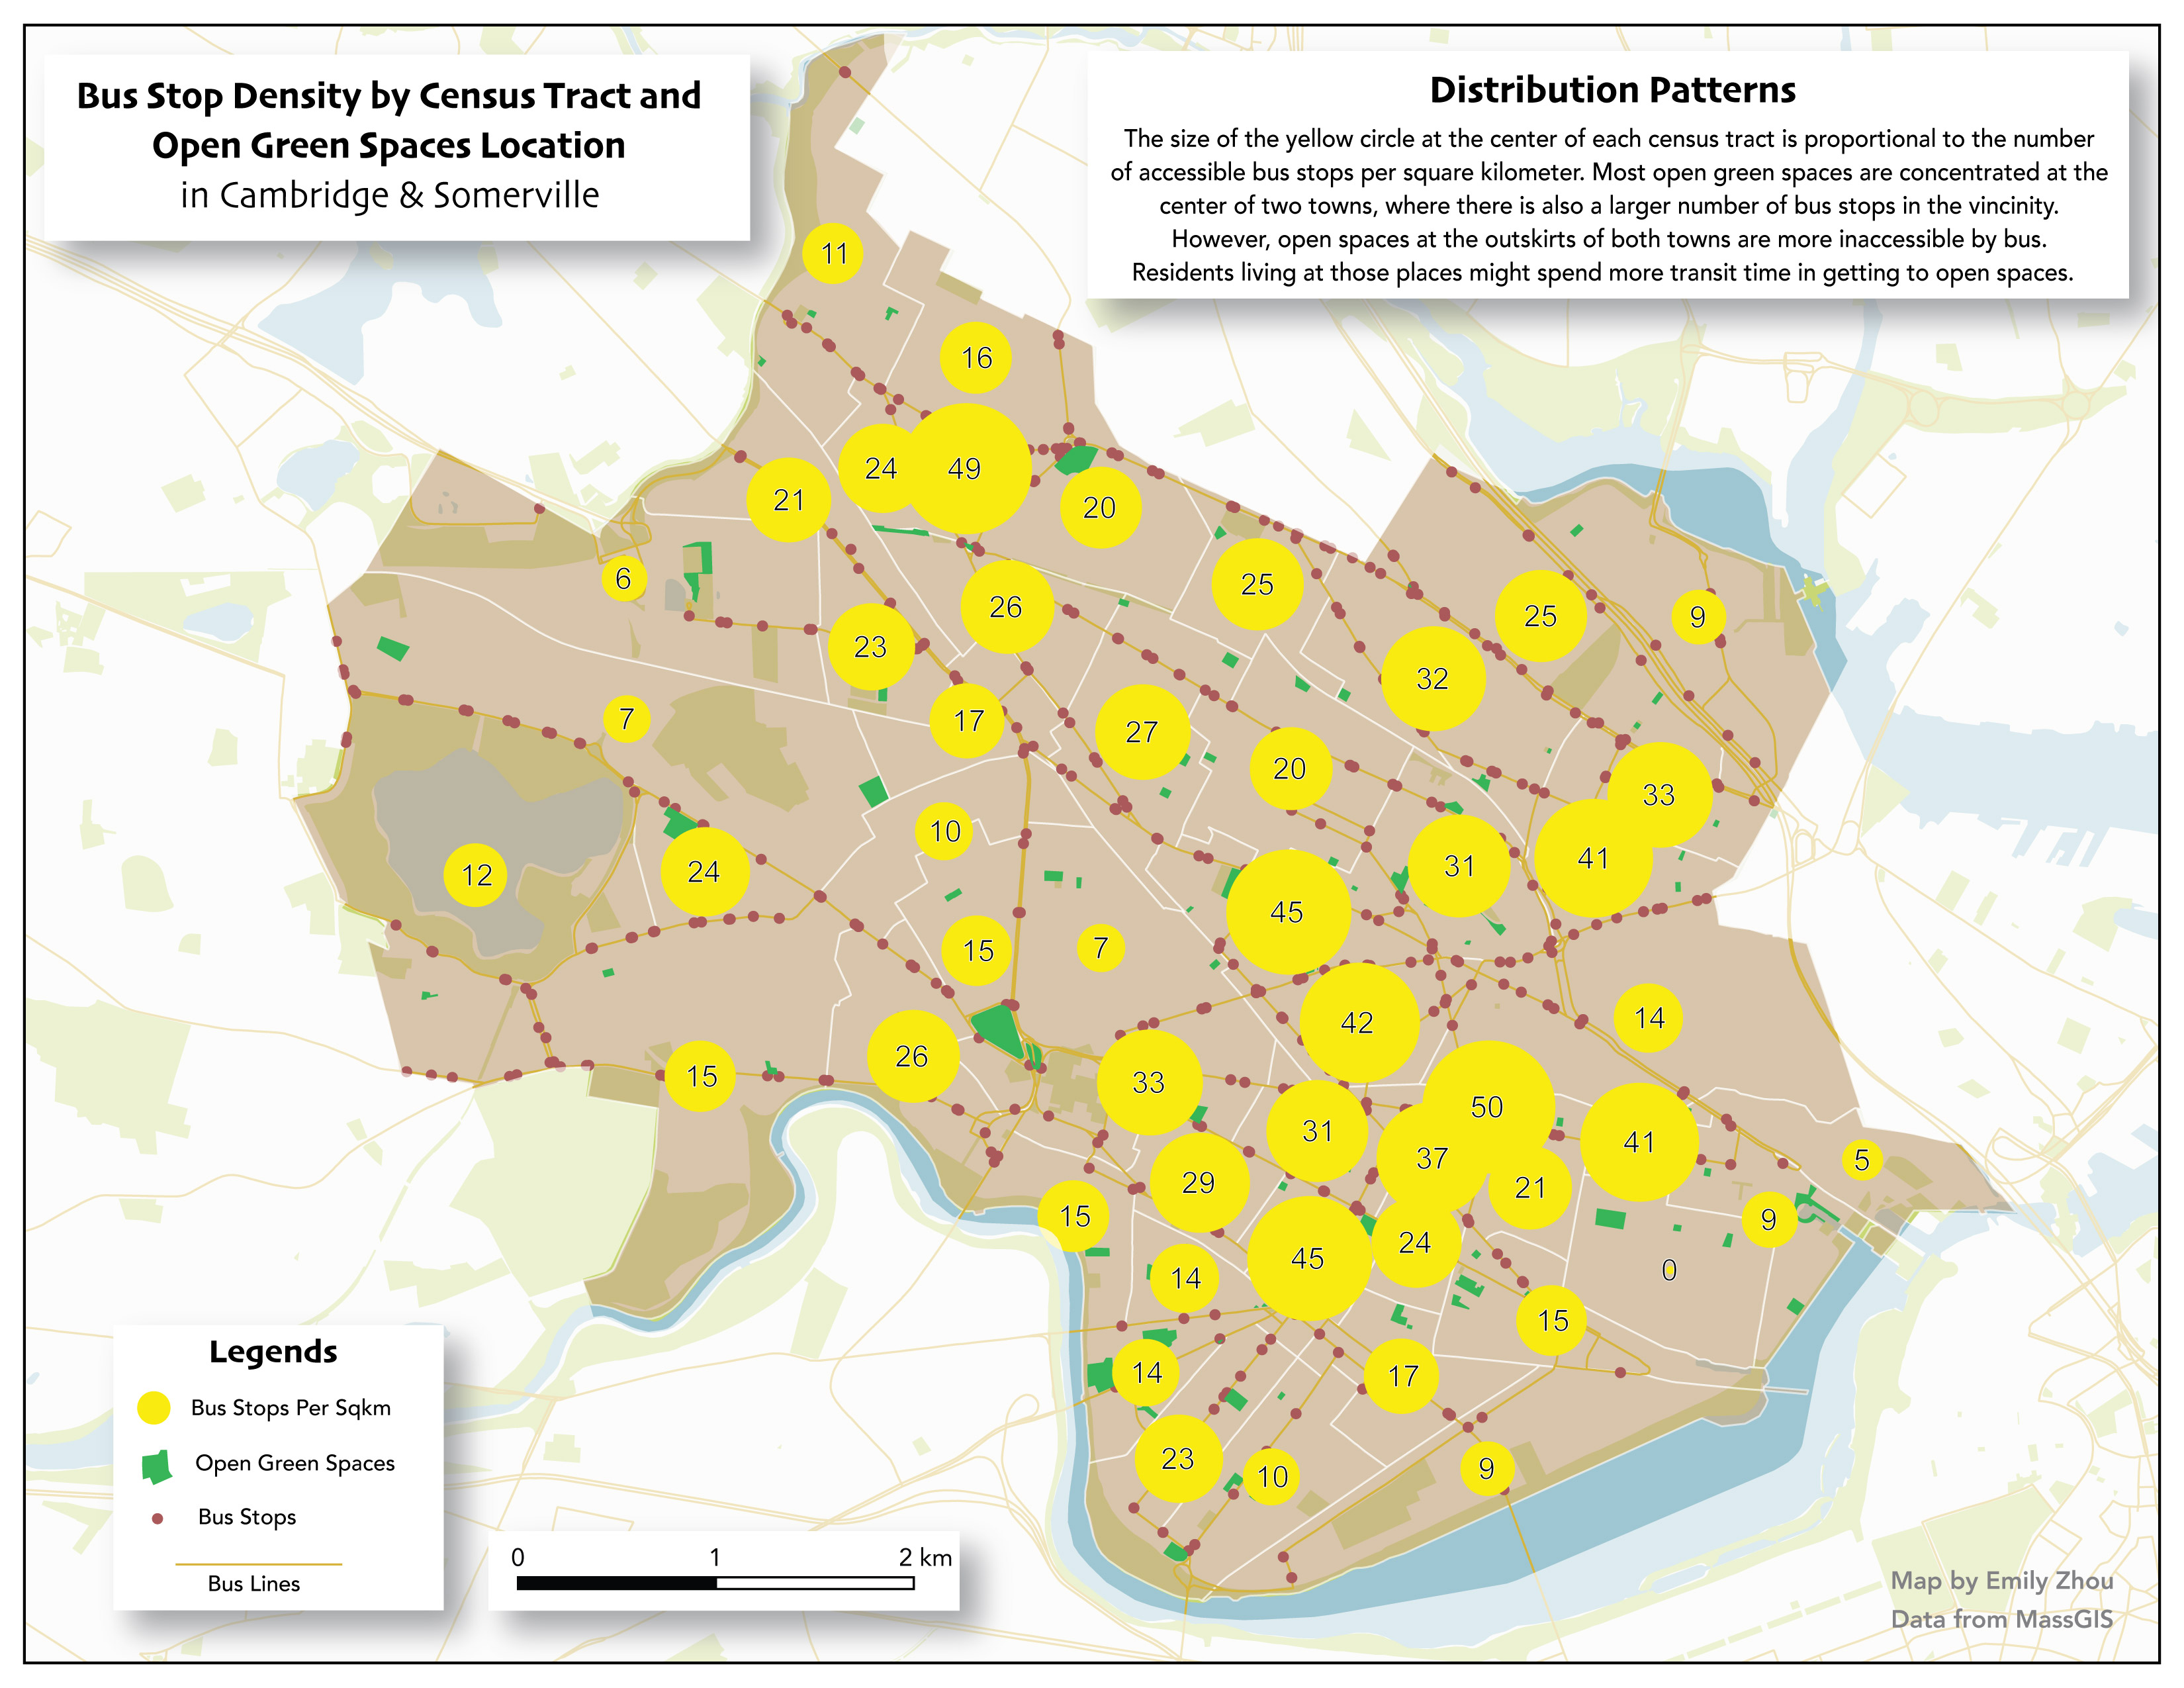 Bus Stop Density by Census Tract and
Open Green Spaces Location
in Cambridge & Somerville
Distribution Patterns
The size of the yellow circle at the center of each census tract is proportional to the number
of accessible bus stops per square kilometer. Most open green spaces are concentrated at the
center of two towns, where there is also a larger number of bus stops in the vincinity.
However, open spaces at the outskirts of both towns are more inaccessible by bus.
Residents living at those places might spend more transit time in getting to open spaces.
11
16
24
49
21
20
6
25
26
25
9
23
32
7
17
27
20
33
10
41
31
12
24
45
15
7
14
42
26
33
15
50
31
41
37
5
29
21
15
9
24
45
0
14
15
14
17
23
10
9
Legends
Bus Stops Per Sqkm
Open Green Spaces
Bus Stops
Bus Lines
0 1 2 km
Map by Emily Zhou
Data from MassGIS